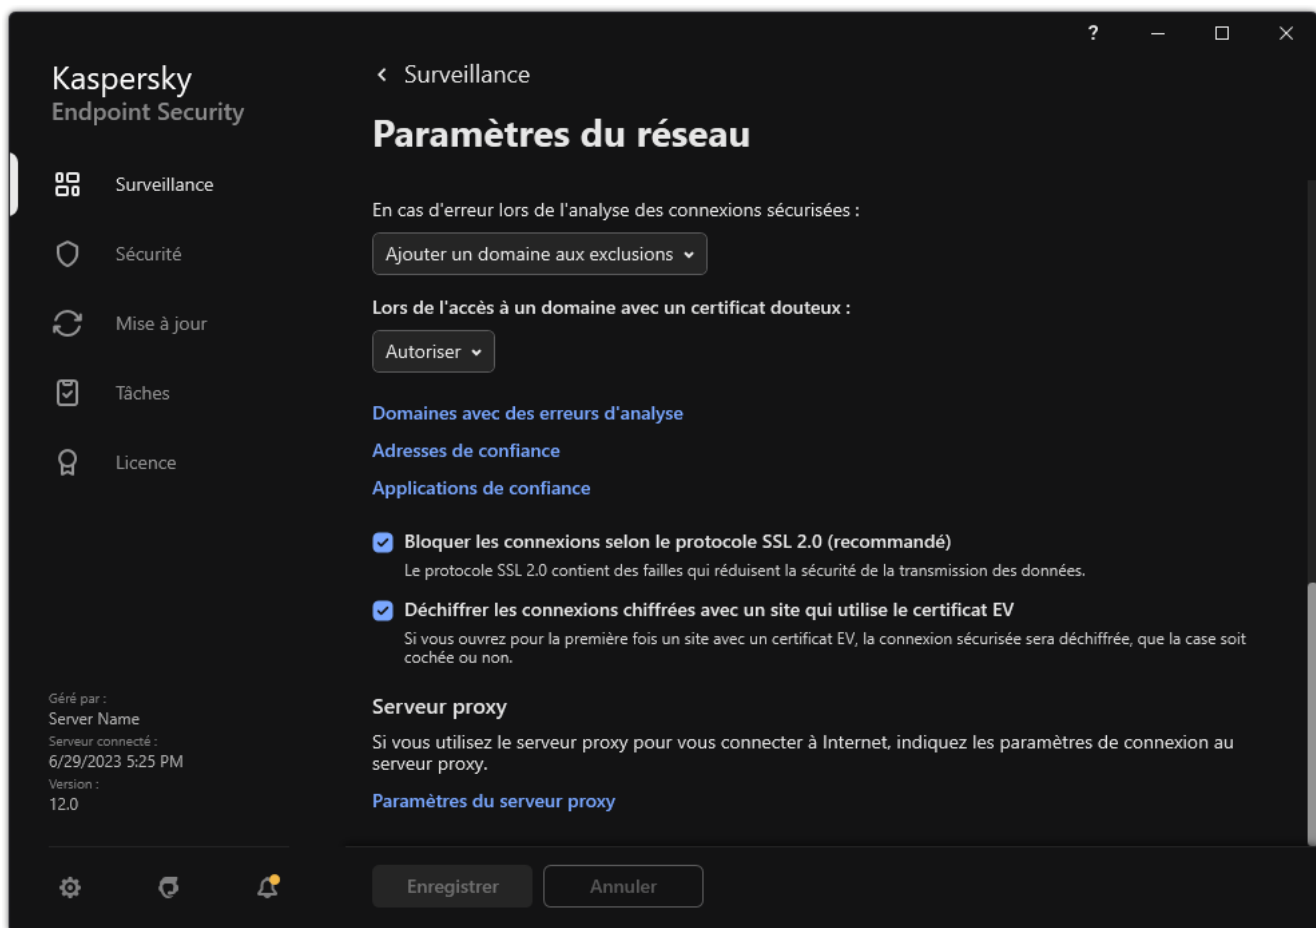 ?
Kaspersky
Endpoint Security
Surveillance
Sécurité
Mise à jour
Tâches
Licence
Géré par :
Server Name
Serveur connecté :
6/29/2023 5:25 PM
Version :
12.0
Surveillance
Paramètres du réseau
En cas d'erreur lors de l'analyse des connexions sécurisées :
Ajouter un domaine aux exclusions
Lors de l'accès à un domaine avec un certificat douteux :
Autoriser
Domaines avec des erreurs d'analyse
Adresses de confiance
Applications de confiance
Bloquer les connexions selon le protocole SSL 2.0 (recommandé)
Le protocole SSL 2.0 contient des failles qui réduisent la sécurité de la transmission des données.
Déchiffrer les connexions chiffrées avec un site qui utilise le certificat EV
Si vous ouvrez pour la première fois un site avec un certificat EV, la connexion sécurisée sera déchiffrée, que la case soit
cochée ou non.
Serveur proxy
Si vous utilisez le serveur proxy pour vous connecter à Internet, indiquez les paramètres de connexion au
serveur proxy.
Paramètres du serveur proxy
Enregistrer
Annuler